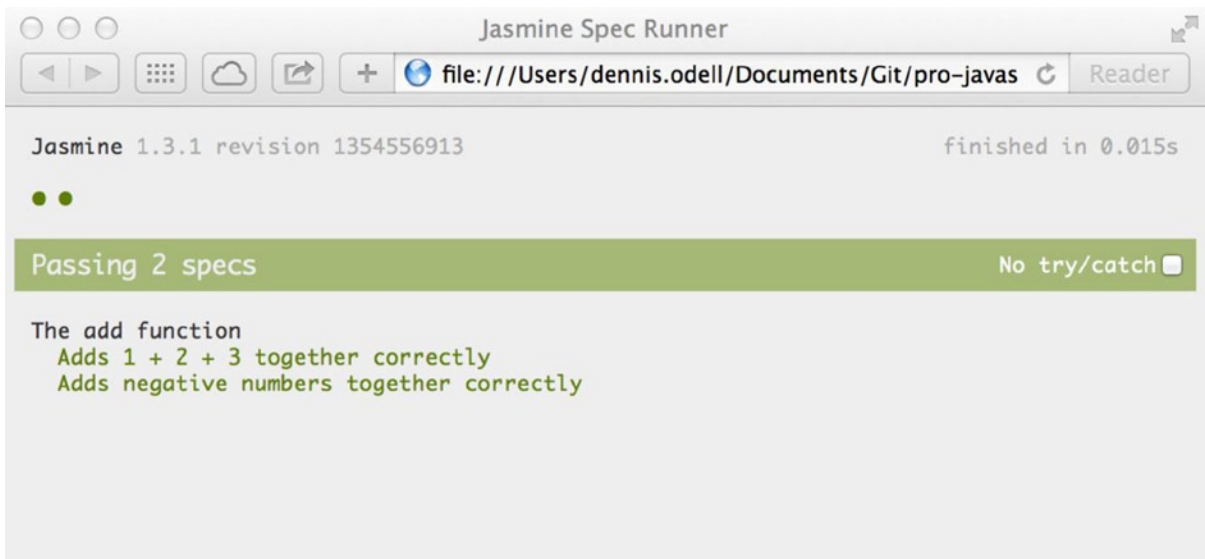 Jasmine Spec Runner
file:///Users/dennis.odell/Documents/Git/pro-javas
Reader
Jasmine 1.3.1 revision 1354556913
finished in 0.015s
Passing 2 specs
No try/catch
The add function
Adds 1 + 2 + 3 together correctly
Adds negative numbers together correctly